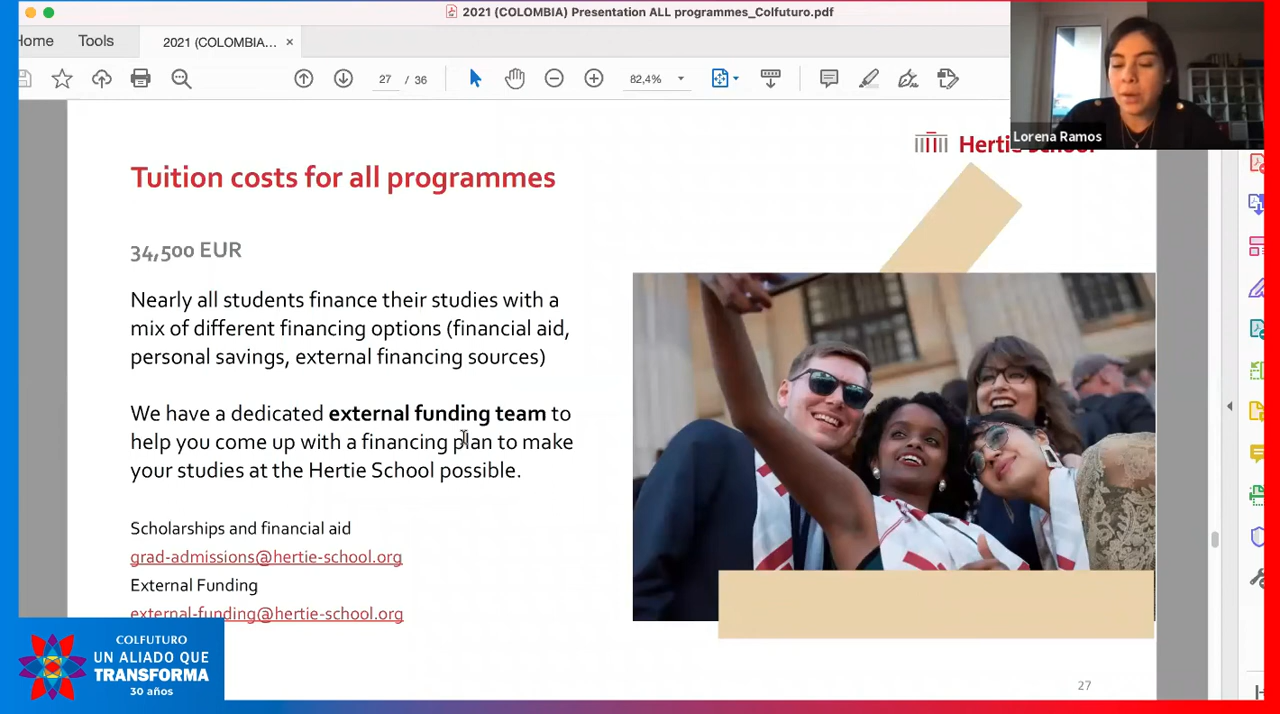 2021 (COLOMBIA) Presentation ALL programmes_Colfuturo.pdf
Home
Tools
2021 (COLOMBIA... ×
27 / 36
82,4%
Lorena Ramos
Hertie School
Tuition costs for all programmes
34,500 EUR
Nearly all students finance their studies with a
mix of different financing options (financial aid,
personal savings, external financing sources)
We have a dedicated external funding team to
help you come up with a financing plan to make
your studies at the Hertie School possible.
Scholarships and financial aid
grad-admissions@hertie-school.org
External Funding
external-funding@hertie-school.org
COLFUTURO
UN ALIADO QUE
TRANSFORMA
30 años
27